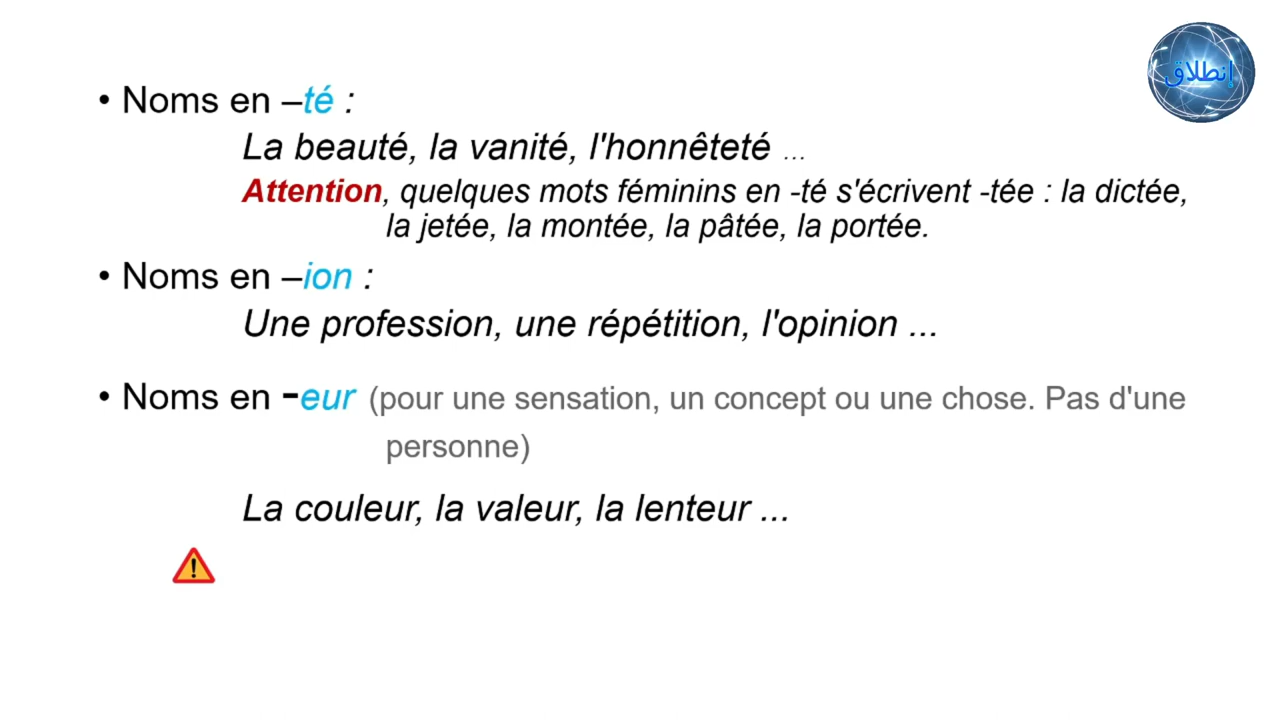 إنطلاق
• Noms en –té :
La beauté, la vanité, l'honnêteté ...
Attention, quelques mots féminins en -té s'écrivent -tée : la dictée,
la jetée, la montée, la pâtée, la portée.
• Noms en –ion :
Une profession, une répétition, l'opinion ...
• Noms en -eur (pour une sensation, un concept ou une chose. Pas d'une
personne)
La couleur, la valeur, la lenteur ...
!